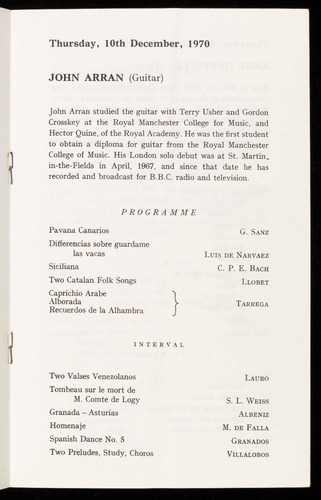 Thursday, 10th December, 1970
JOHN ARRAN (Guitar)
John Arran studied the guitar with Terry Usher and Gordon
Crosskey at the Royal Manchester College for Music, and
Hector Quine, of the Royal Academy. He was the first student
to obtain a diploma for guitar from the Royal Manchester
College of Music. His London solo debut was at St. Martin-
in-the-Fields in April, 1967, and since that date he has
recorded and broadcast for B.B.C. radio and television.
PROGRAMME
Pavana Canarios G. SANZ
Differencias sobre guardame
las vacas LUIS DE NARVAEZ
Siciliana C. P. E. BACH
Two Catalan Folk Songs LLOBET
Caprichio Arabe
Alborada TARREGA
Recuerdos de la Alhambra
INTERVAL
Two Valses Venezolanos LAURO
Tombeau sur le mort de
M. Comte de Logy S. L. WEISS
Granada – Asturias ALBENIZ
Homenaje M. DE FALLA
Spanish Dance No. 5 GRANADOS
Two Preludes, Study, Choros VILLALOBOS